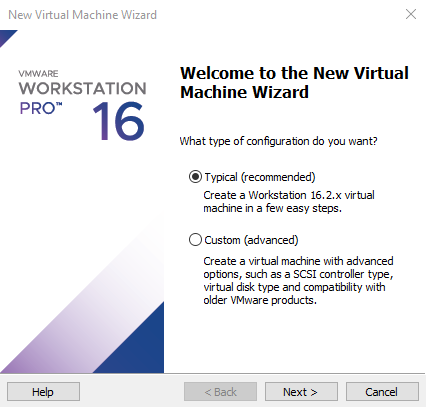 New Virtual Machine Wizard
VMWARE
WORKSTATION
PRO™
16
Welcome to the New Virtual
Machine Wizard
What type of configuration do you want?
Typical (recommended)
Create a Workstation 16.2.x virtual
machine in a few easy steps.
Custom (advanced)
Create a virtual machine with advanced
options, such as a SCSI controller type,
virtual disk type and compatibility with
older VMware products.
Help
< Back
Next >
Cancel